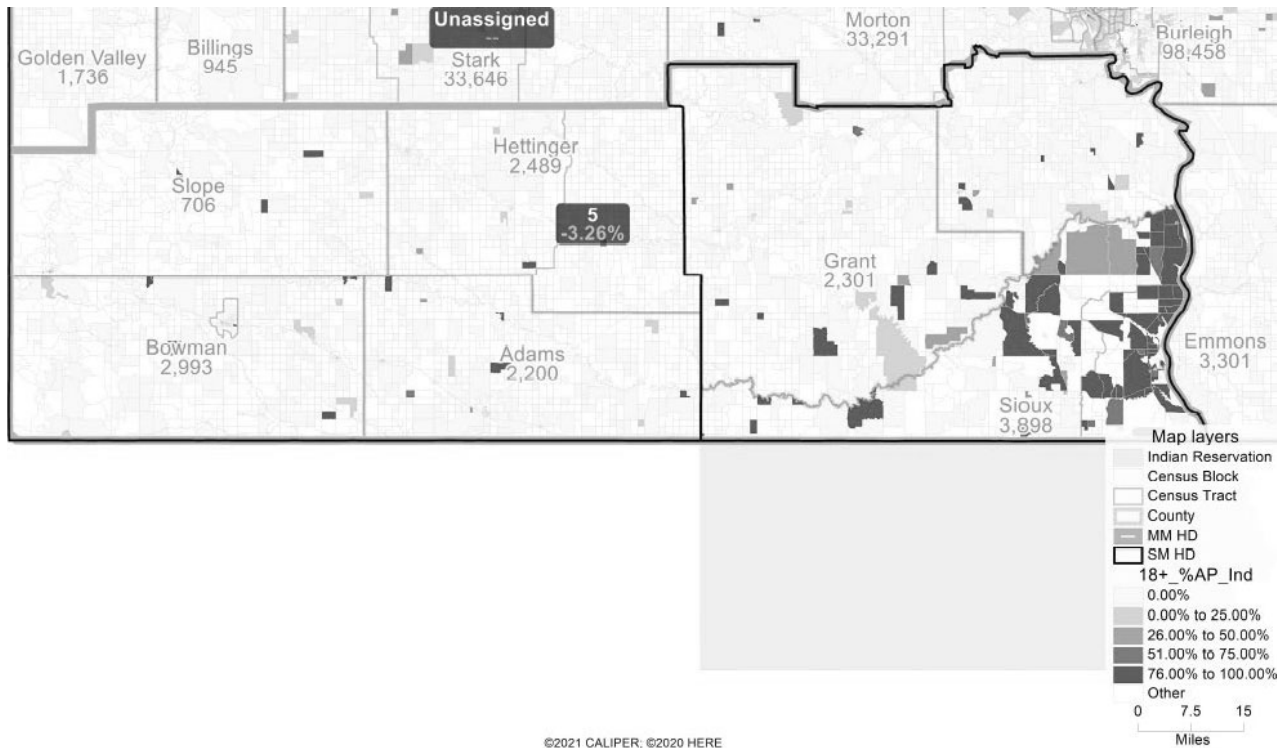 Unassigned
--
Golden Valley
1,736
Billings
945
Stark
33,646
Morton
33,291
Burleigh
98,458
Hettinger
2,489
Slope
706
5
-3.26%
Grant
2,301
Bowman
2,993
Adams
2,200
Emmons
3,301
Sioux
3,898
Map layers
Indian Reservation
Census Block
Census Tract
County
MM HD
SM HD
18+_%AP_Ind
0.00%
0.00% to 25.00%
26.00% to 50.00%
51.00% to 75.00%
76.00% to 100.00%
Other
0 7.5 15
Miles
©2021 CALIPER; ©2020 HERE